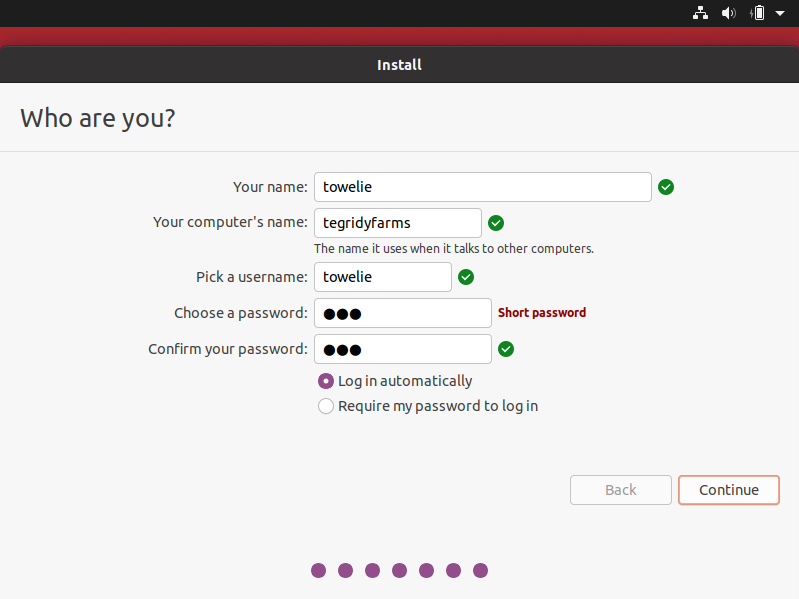 Install
Who are you?
Your name: towelie
Your computer's name: tegridyfarms
The name it uses when it talks to other computers.
Pick a username: towelie
Choose a password: ●●● Short password
Confirm your password: ●●●
Log in automatically
Require my password to log in
Back Continue